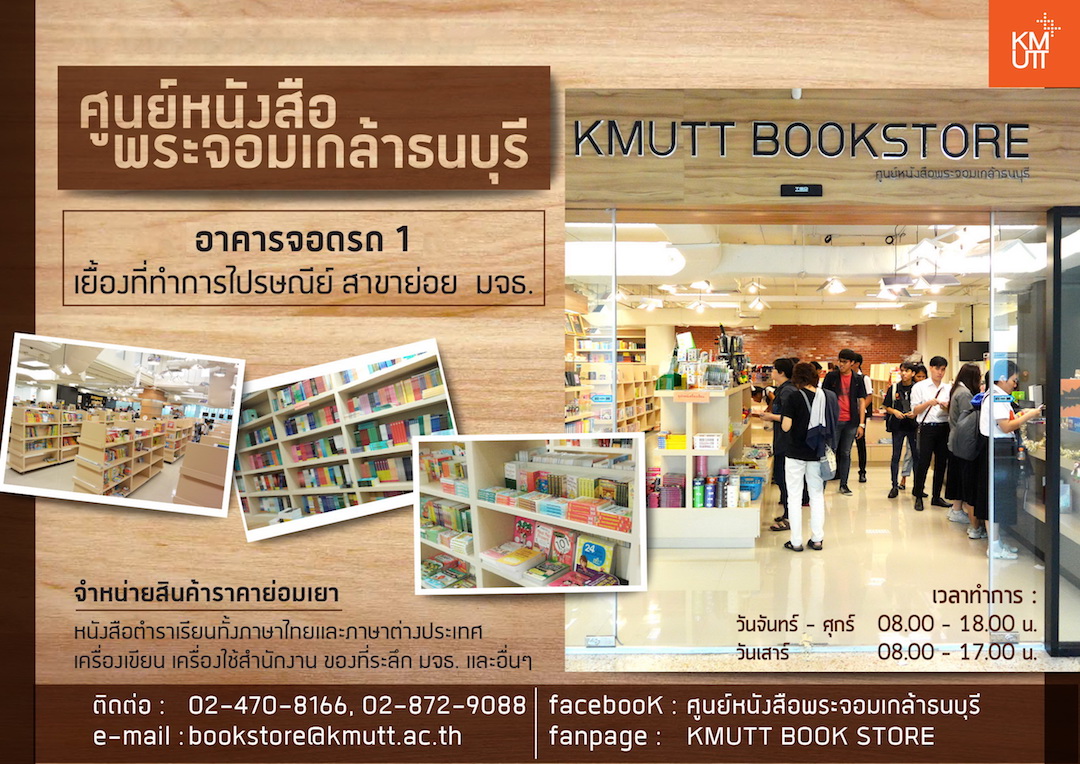 KM
UTT
ศูนย์หนังสือ
พระจอมเกล้าธนบุรี
อาคารจอดรถ 1
เยื้องที่ทำการไปรษณีย์ สาขาย่อย มจธ.
KMUTT BOOKSTORE
ศูนย์หนังสือพระจอมเกล้าธนบุรี
24
จำหน่ายสินค้าราคาย่อมเยา
หนังสือตำราเรียนทั้งภาษาไทยและภาษาต่างประเทศ
เครื่องเขียน เครื่องใช้สำนักงาน ของที่ระลึก มจธ. และอื่นๆ
เวลาทำการ :
วันจันทร์ - ศุกร์ 08.00 - 18.00 น.
วันเสาร์ 08.00 - 17.00 น.
ติดต่อ : 02-470-8166, 02-872-9088
e-mail : bookstore@kmutt.ac.th
facebook : ศูนย์หนังสือพระจอมเกล้าธนบุรี
fanpage : KMUTT BOOK STORE